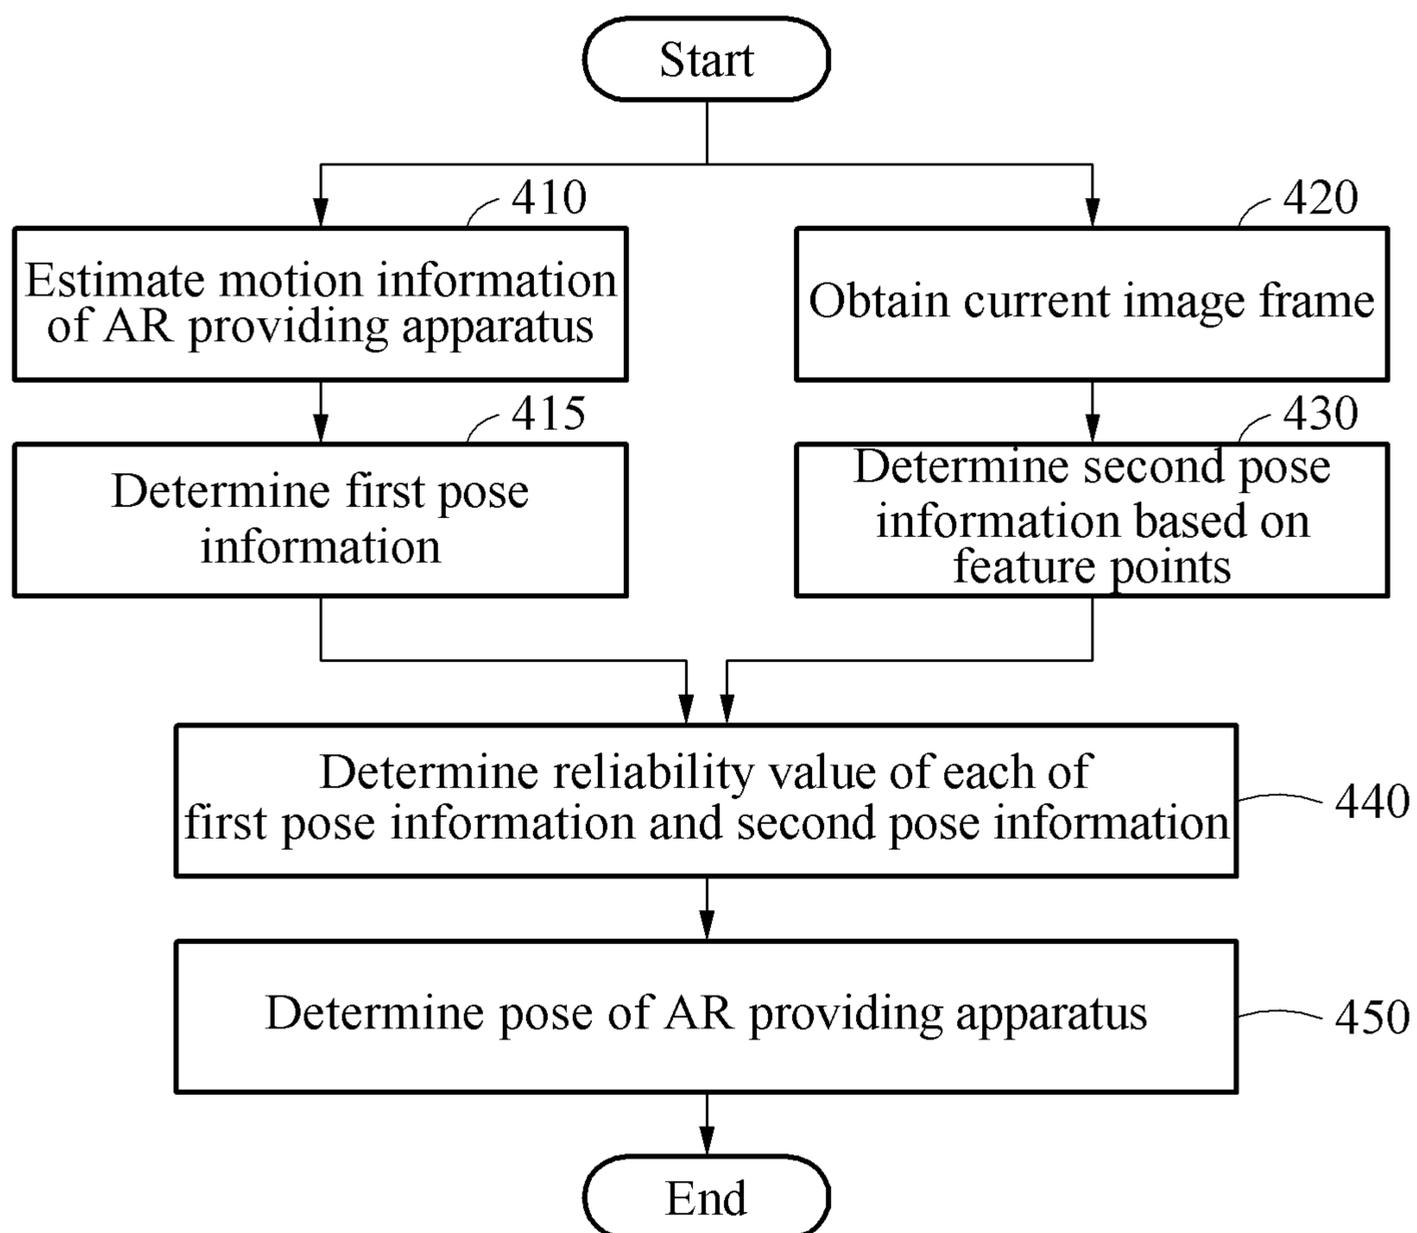 Start
410
Estimate motion information
of AR providing apparatus
420
Obtain current image frame
415
Determine first pose
information
430
Determine second pose
information based on
feature points
Determine reliability value of each of
first pose information and second pose information
440
Determine pose of AR providing apparatus
450
End